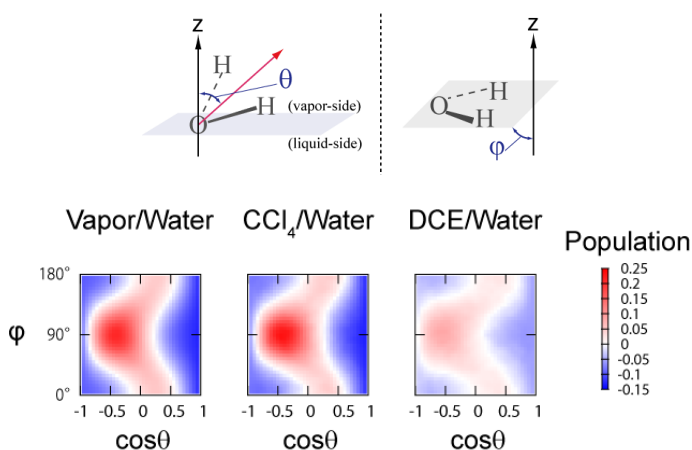 z
H
θ
H
O
(vapor-side)
(liquid-side)
z
H
O
H
φ
Vapor/Water
CCl₄/Water
DCE/Water
Population
180°
φ
90°
0°
-1 -0.5 0 0.5 1
-1 -0.5 0 0.5 1
-1 -0.5 0 0.5 1
cosθ
cosθ
cosθ
0.25
0.2
0.15
0.1
0.05
0
-0.05
-0.1
-0.15